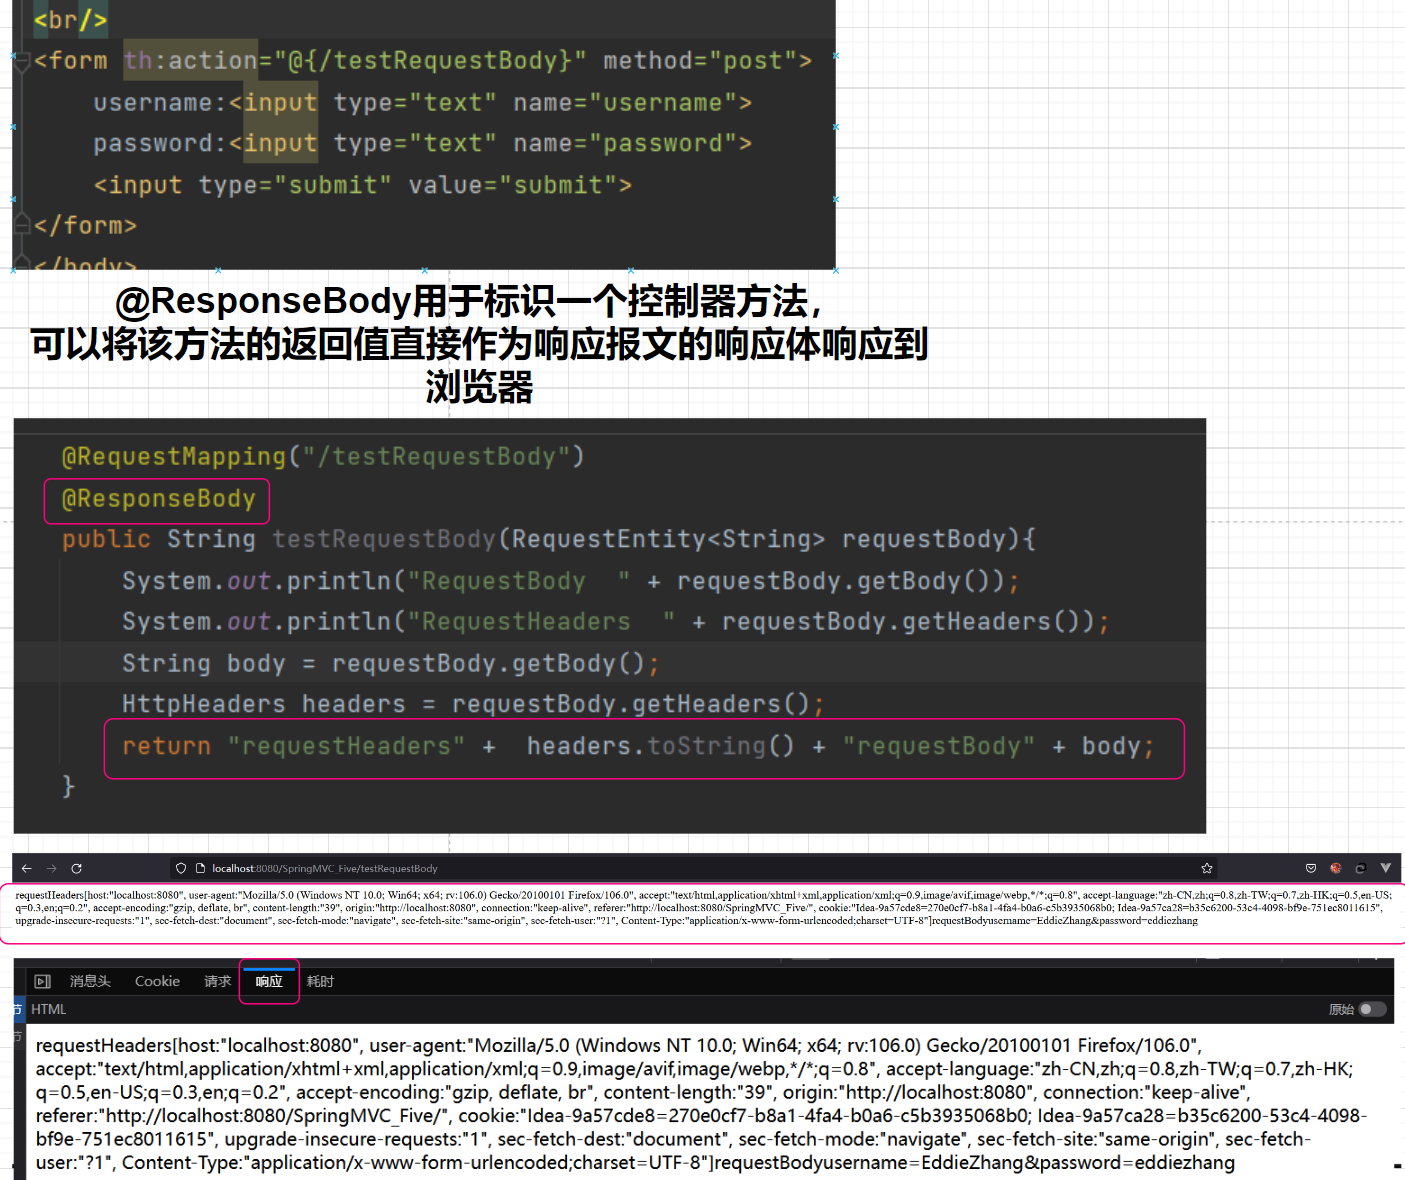 <br/>
<form th:action="@{/testRequestBody}" method="post">
username:<input type="text" name="username">
password:<input type="text" name="password">
<input type="submit" value="submit">
</form>
</body>
@ResponseBody用于标识一个控制器方法，
可以将该方法的返回值直接作为响应报文的响应体响应到
浏览器
@RequestMapping("/testRequestBody")
@ResponseBody
public String testRequestBody(RequestEntity<String> requestBody){
System.out.println("RequestBody  " + requestBody.getBody());
System.out.println("RequestHeaders  " + requestBody.getHeaders());
String body = requestBody.getBody();
HttpHeaders headers = requestBody.getHeaders();
return "requestHeaders" +  headers.toString() + "requestBody" + body;
}
localhost:8080/SpringMVC_Five/testRequestBody
requestHeaders[host:"localhost:8080", user-agent:"Mozilla/5.0 (Windows NT 10.0; Win64; x64; rv:106.0) Gecko/20100101 Firefox/106.0", accept:"text/html,application/xhtml+xml,application/xml;q=0.9,image/avif,image/webp,*/*;q=0.8", accept-language:"zh-CN,zh;q=0.8,zh-TW;q=0.7,zh-HK;q=0.5,en-US;
q=0.3,en;q=0.2", accept-encoding:"gzip, deflate, br", content-length:"39", origin:"http://localhost:8080", connection:"keep-alive", referer:"http://localhost:8080/SpringMVC_Five/", cookie:"Idea-9a57cde8=270e0cf7-b8a1-4fa4-b0a6-c5b3935068b0; Idea-9a57ca28=b35c6200-53c4-4098-bf9e-751ec8011615",
upgrade-insecure-requests:"1", sec-fetch-dest:"document", sec-fetch-mode:"navigate", sec-fetch-site:"same-origin", sec-fetch-user:"?1", Content-Type:"application/x-www-form-urlencoded;charset=UTF-8"]requestBodyusername=EddieZhang&password=eddiezhang
消息头 Cookie 请求 响应 耗时
节 HTML 原始
节
requestHeaders[host:"localhost:8080", user-agent:"Mozilla/5.0 (Windows NT 10.0; Win64; x64; rv:106.0) Gecko/20100101 Firefox/106.0",
accept:"text/html,application/xhtml+xml,application/xml;q=0.9,image/avif,image/webp,*/*;q=0.8", accept-language:"zh-CN,zh;q=0.8,zh-TW;q=0.7,zh-HK;
q=0.5,en-US;q=0.3,en;q=0.2", accept-encoding:"gzip, deflate, br", content-length:"39", origin:"http://localhost:8080", connection:"keep-alive",
referer:"http://localhost:8080/SpringMVC_Five/", cookie:"Idea-9a57cde8=270e0cf7-b8a1-4fa4-b0a6-c5b3935068b0; Idea-9a57ca28=b35c6200-53c4-4098-
bf9e-751ec8011615", upgrade-insecure-requests:"1", sec-fetch-dest:"document", sec-fetch-mode:"navigate", sec-fetch-site:"same-origin", sec-fetch-
user:"?1", Content-Type:"application/x-www-form-urlencoded;charset=UTF-8"]requestBodyusername=EddieZhang&password=eddiezhang